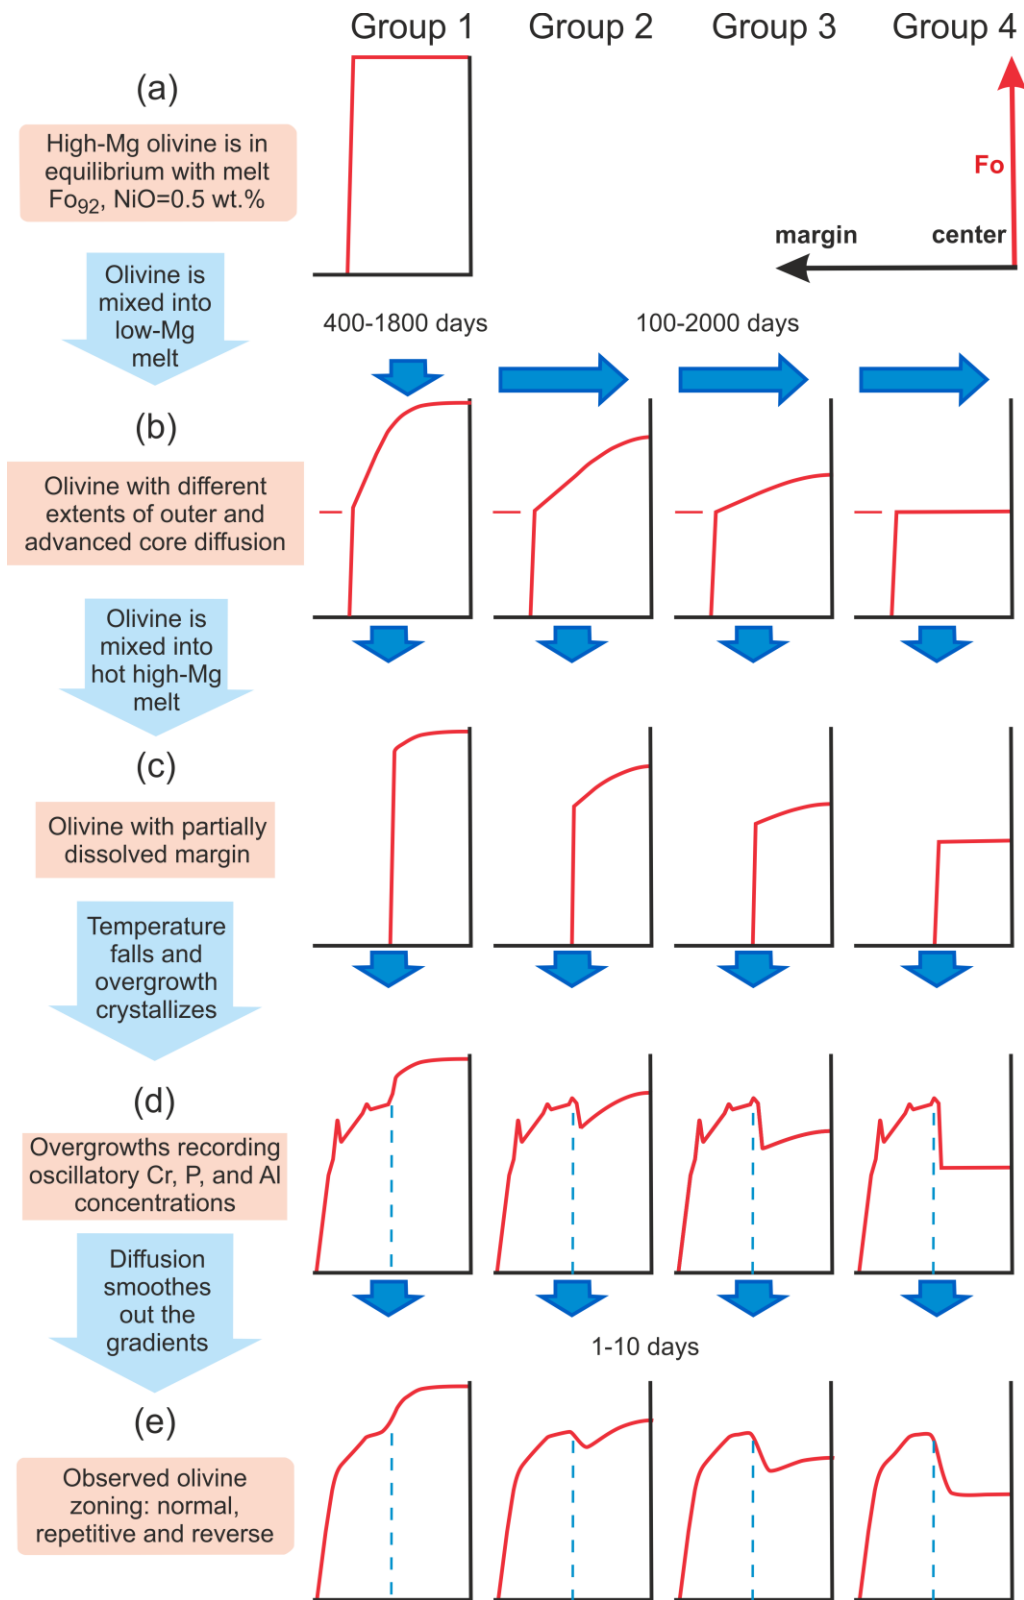 Group 1
Group 2
Group 3
Group 4
(a)
High-Mg olivine is in
equilibrium with melt
Fo92, NiO=0.5 wt.%
Fo
margin
center
Olivine is
mixed into
low-Mg
melt
400-1800 days
100-2000 days
(b)
Olivine with different
extents of outer and
advanced core diffusion
Olivine is
mixed into
hot high-Mg
melt
(c)
Olivine with partially
dissolved margin
Temperature
falls and
overgrowth
crystallizes
(d)
Overgrowths recording
oscillatory Cr, P, and Al
concentrations
Diffusion
smoothes
out the
gradients
1-10 days
(e)
Observed olivine
zoning: normal,
repetitive and reverse